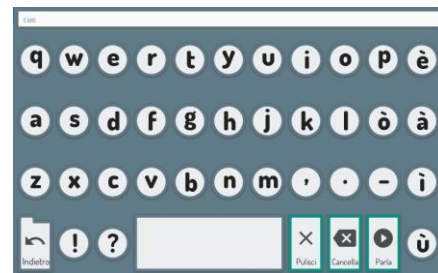 ciao
q w e r t y u i o p è
a s d f g h j k l ò à
z x c v b n m ' . - ì
! ? ù
Indietro Pulisci Cancella Parla